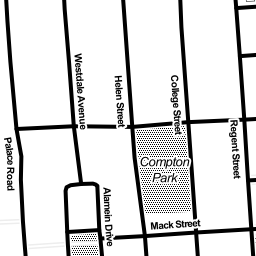 Westdale Avenue
Helen Street
College Street
Regent Street
Palace Road
Compton
Park
Alamein Drive
Mack Street